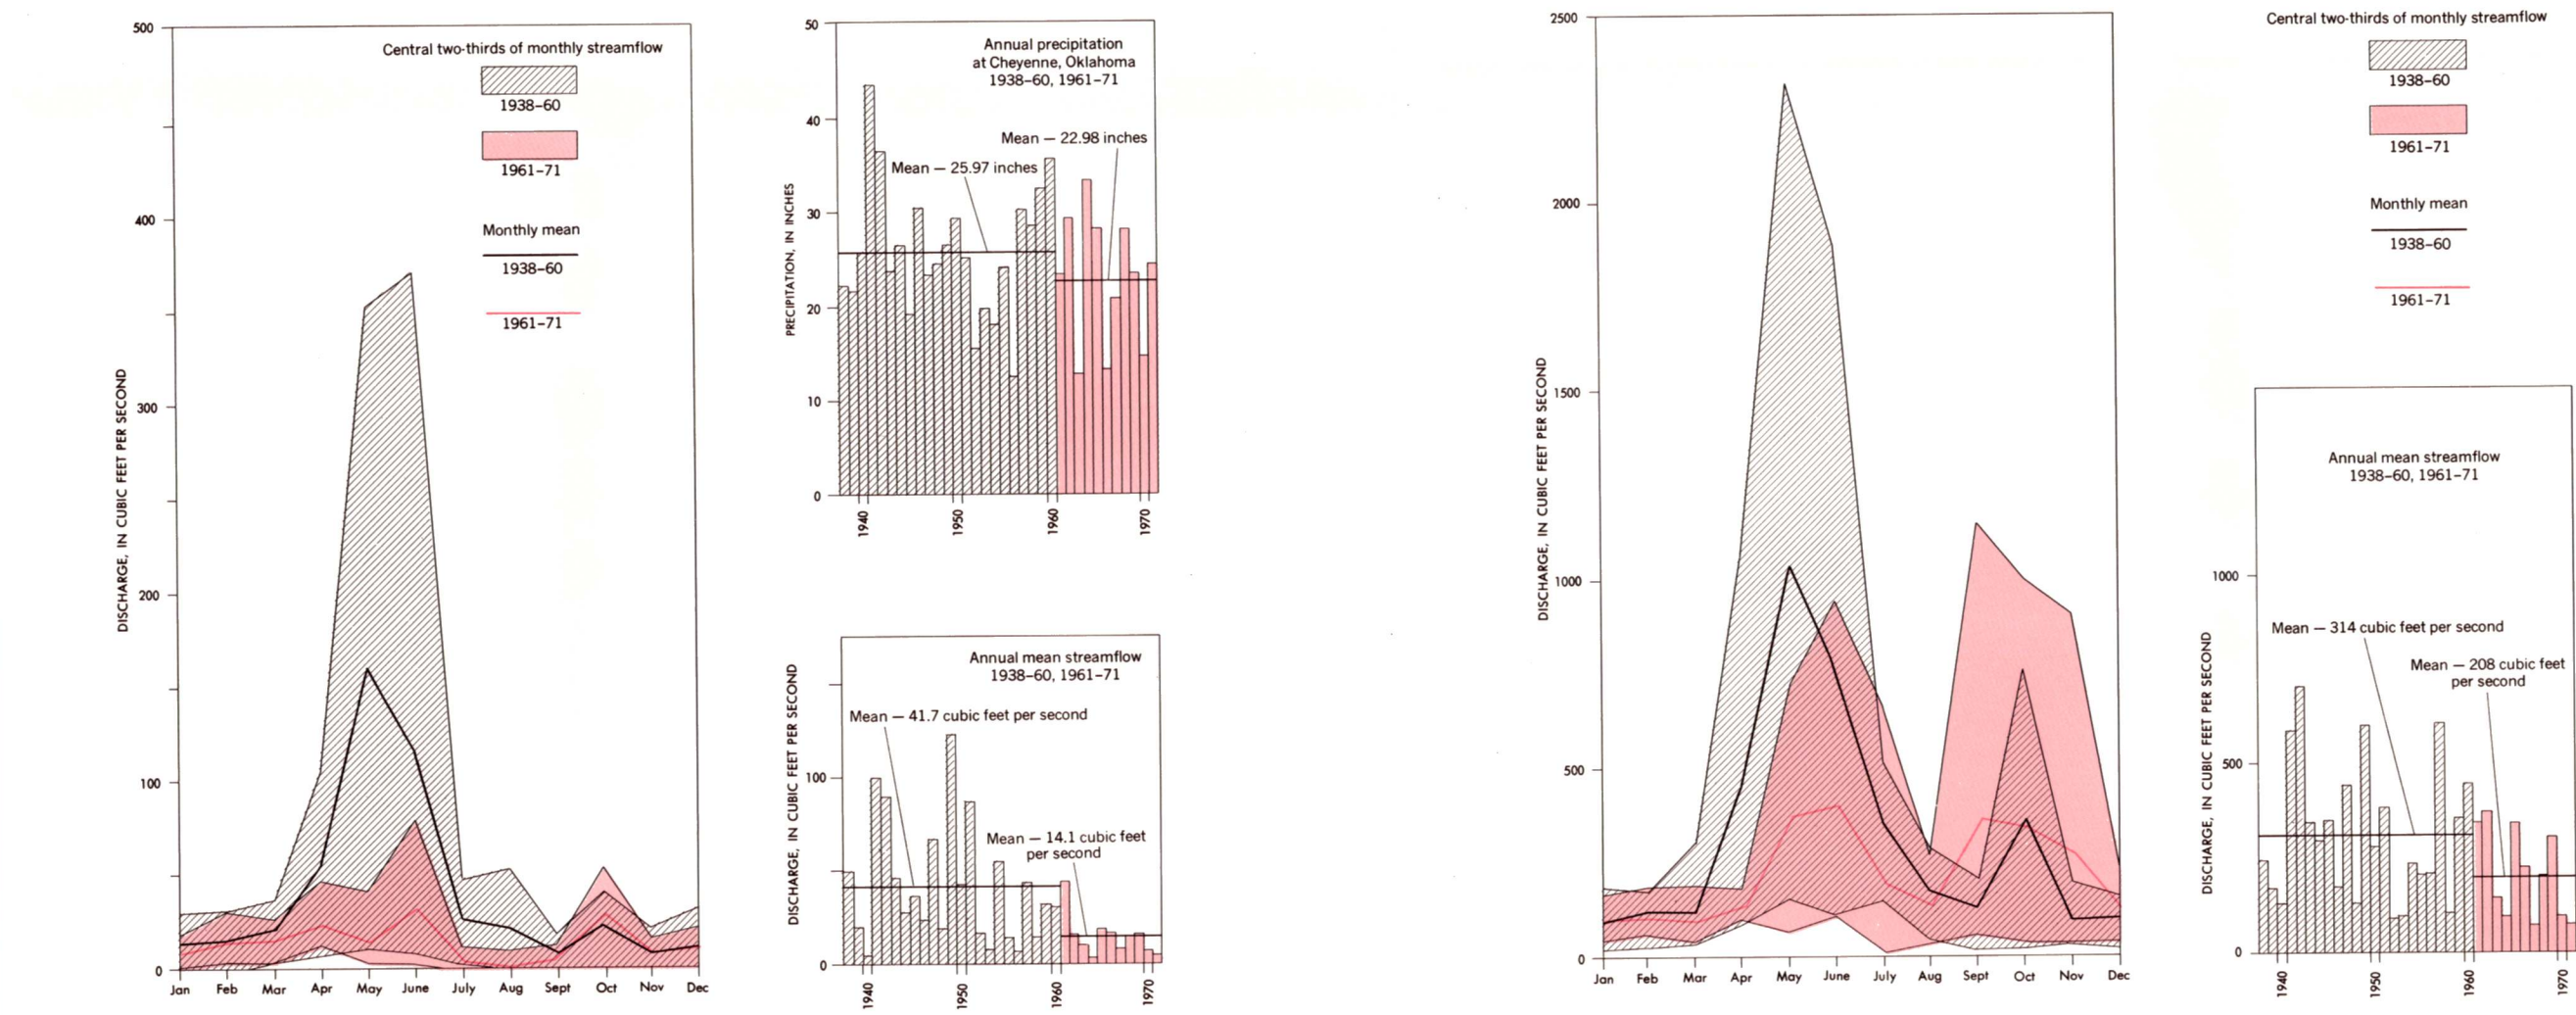 500
400
300
200
100
0
DISCHARGE, IN CUBIC FEET PER SECOND
Central two-thirds of monthly streamflow
1938–60
1961–71
Monthly mean
1938–60
1961–71
Jan Feb Mar Apr May June July Aug Sept Oct Nov Dec
50
40
30
20
10
0
PRECIPITATION, IN INCHES
Annual precipitation
at Cheyenne, Oklahoma
1938–60, 1961–71
Mean — 22.98 inches
Mean — 25.97 inches
1940 1950 1960 1970
100
0
DISCHARGE, IN CUBIC FEET PER SECOND
Annual mean streamflow
1938–60, 1961–71
Mean — 41.7 cubic feet per second
Mean — 14.1 cubic feet
per second
1940 1950 1960 1970
2500
2000
1500
1000
500
0
DISCHARGE, IN CUBIC FEET PER SECOND
Jan Feb Mar Apr May June July Aug Sept Oct Nov Dec
Central two-thirds of monthly streamflow
1938–60
1961–71
Monthly mean
1938–60
1961–71
1000
500
0
DISCHARGE, IN CUBIC FEET PER SECOND
Annual mean streamflow
1938–60, 1961–71
Mean — 314 cubic feet per second
Mean — 208 cubic feet
per second
1940 1950 1960 1970